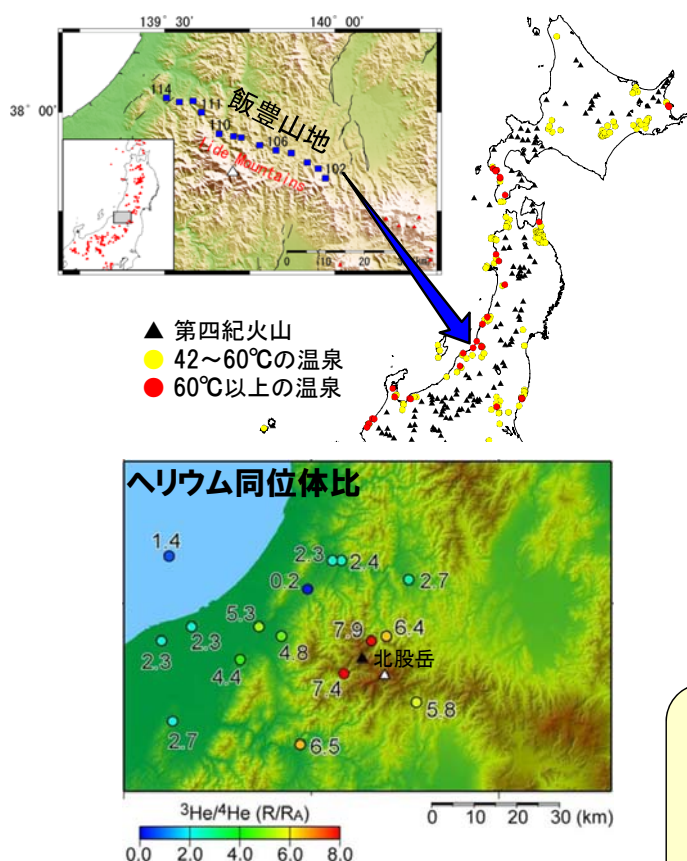 139° 30'
140° 00'
38° 00'
114
111
飯豊山地
110
106
Iide Mountains
102
0 10 20 30 km
▲ 第四紀火山
● 42～60℃の温泉
● 60℃以上の温泉
ヘリウム同位体比
1.4
2.3
2.4
0.2
2.7
5.3
2.3
7.9
6.4
2.3
4.8
北股岳
4.4
7.4
5.8
2.7
6.5
³He/⁴He (R/RA)
0 10 20 30 (km)
0.0 2.0 4.0 6.0 8.0